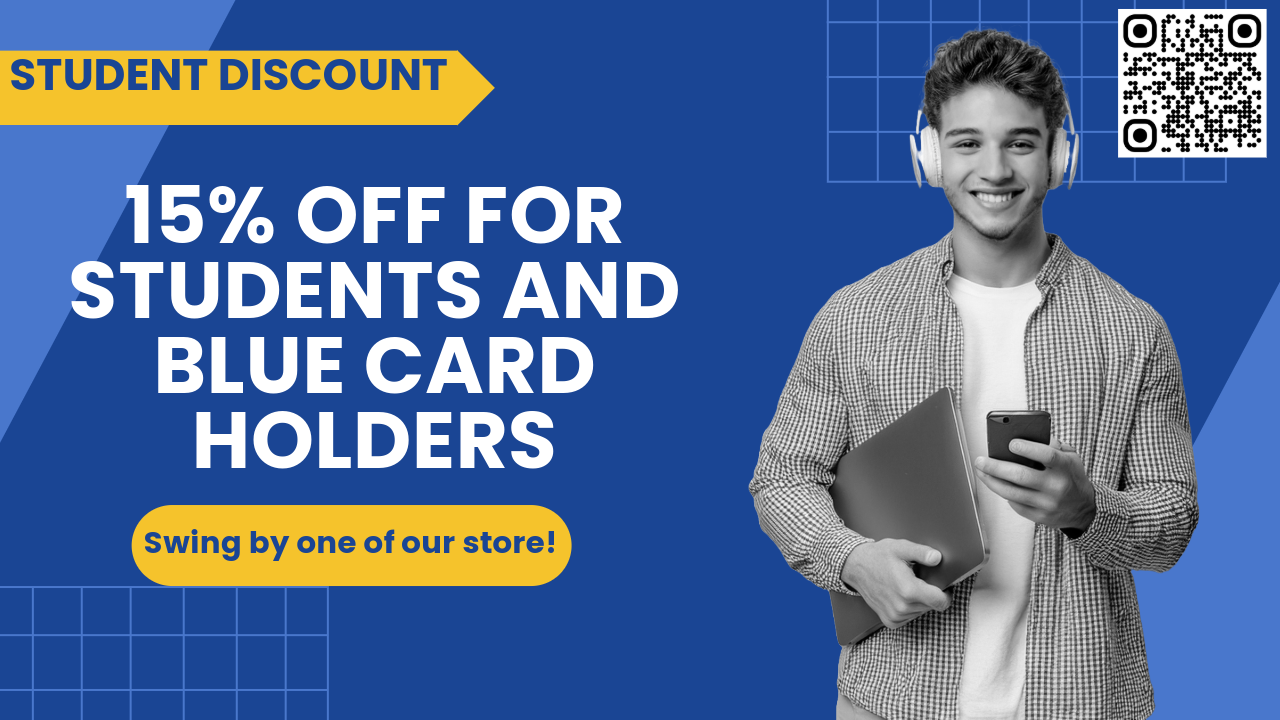 STUDENT DISCOUNT
15% OFF FOR
STUDENTS AND
BLUE CARD
HOLDERS
Swing by one of our store!